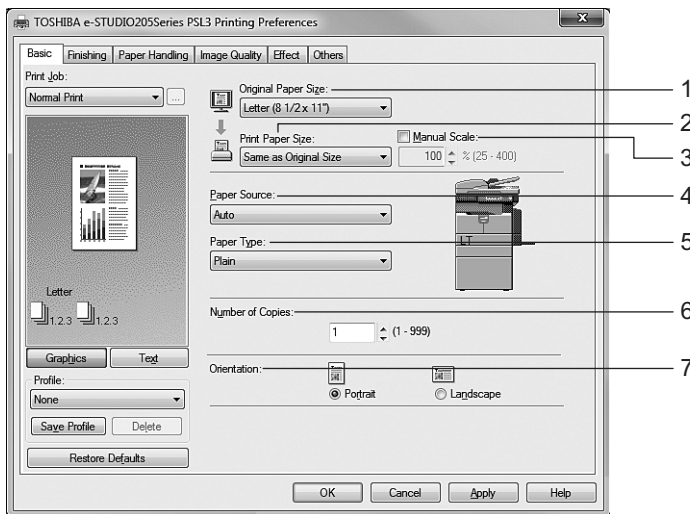 TOSHIBA e-STUDIO205Series PSL3 Printing Preferences
x
Basic Finishing Paper Handling Image Quality Effect Others
Print Job:
Normal Print
...
Original Paper Size:
1
Letter (8 1/2 x 11")
2
Print Paper Size:
Manual Scale:
Same as Original Size
100 % (25 - 400)
3
Paper Source:
4
Auto
Paper Type:
5
Plain
LT
Letter
1.2.3 1.2.3
Number of Copies:
6
1 (1 - 999)
Graphics Text
Orientation:
7
Portrait Landscape
Profile:
None
Save Profile Delete
Restore Defaults
OK Cancel Apply Help